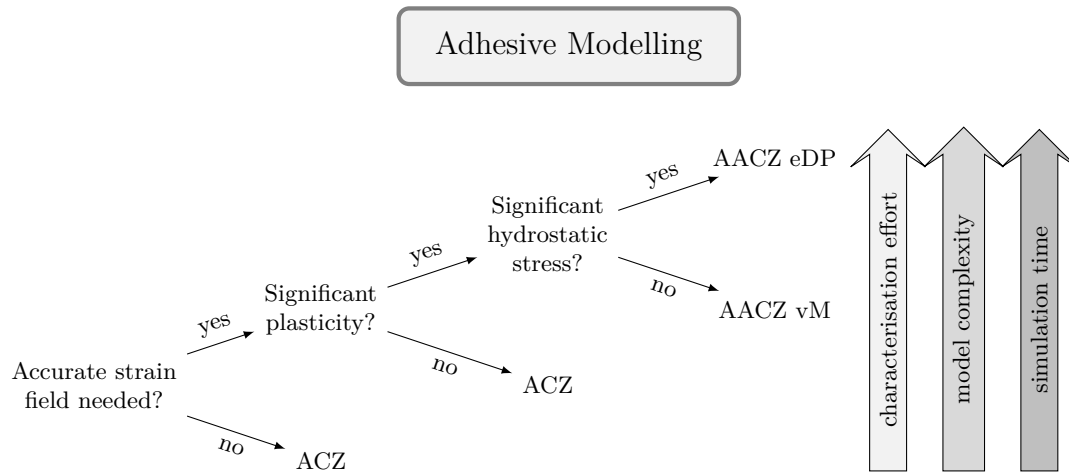 Adhesive Modelling
Accurate strain
field needed?
yes
no
ACZ
Significant
plasticity?
yes
no
ACZ
Significant
hydrostatic
stress?
yes
no
AACZ eDP
AACZ vM
characterisation effort
model complexity
simulation time